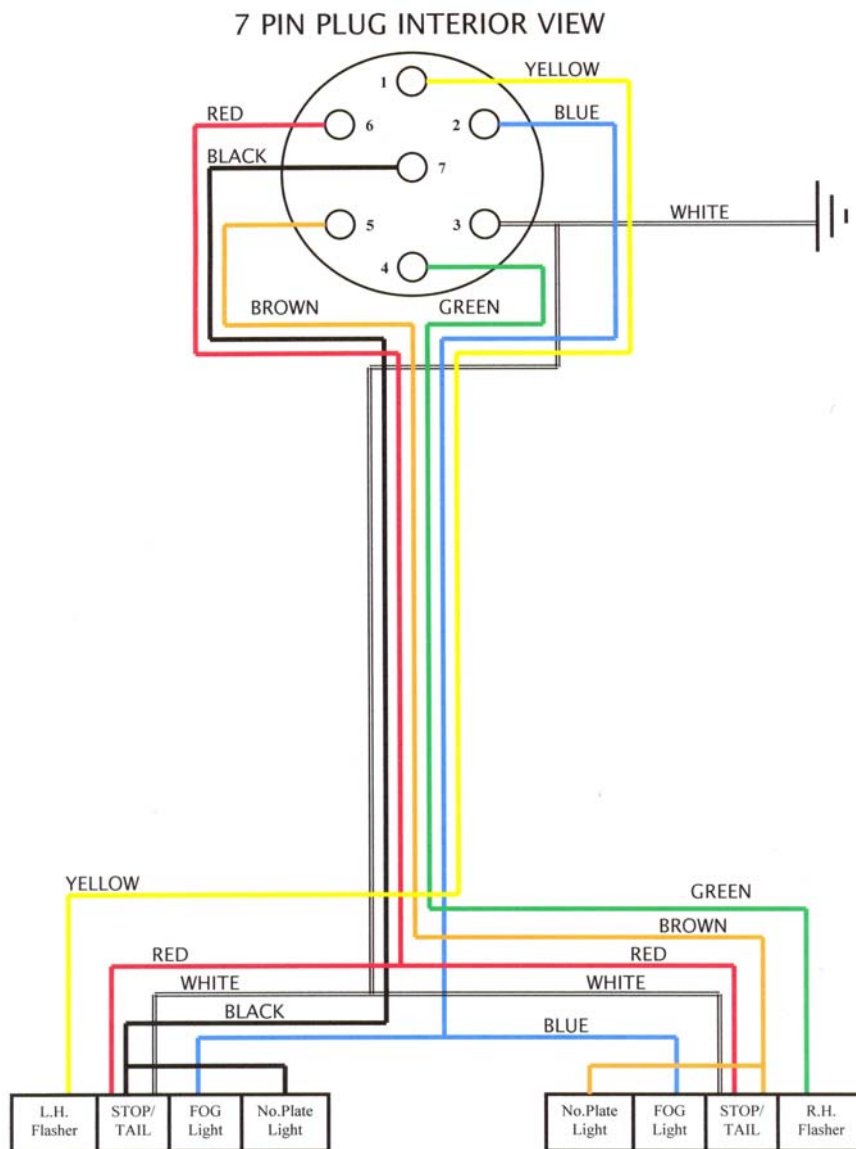 7 PIN PLUG INTERIOR VIEW
1
YELLOW
RED
6
2
BLUE
BLACK
7
5
3
WHITE
4
BROWN
GREEN
YELLOW
GREEN
BROWN
RED
RED
WHITE
WHITE
BLACK
BLUE
L.H.
Flasher
STOP/
TAIL
FOG
Light
No.Plate
Light
No.Plate
Light
FOG
Light
STOP/
TAIL
R.H.
Flasher